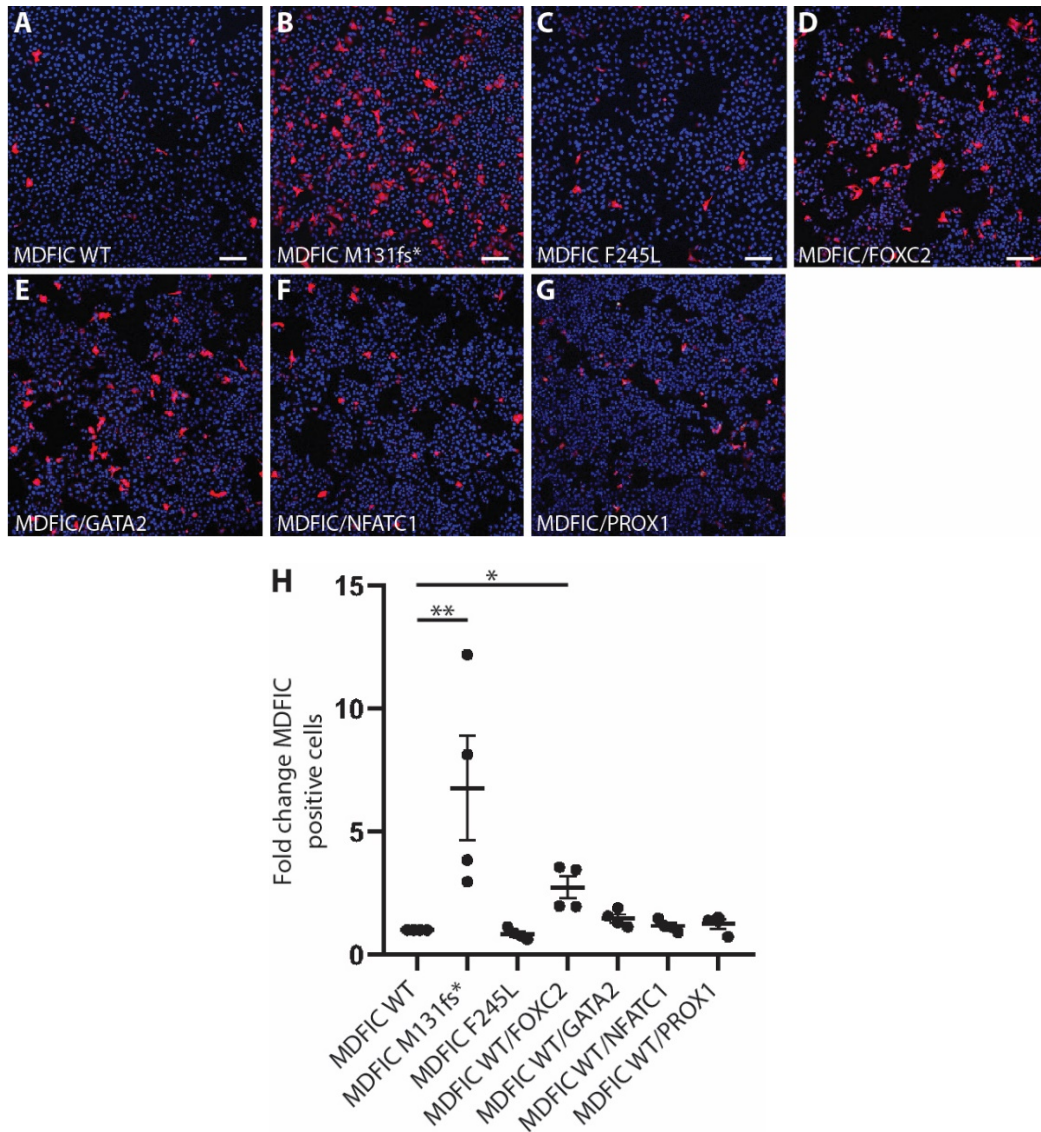 A
B
C
D
MDFIC WT
MDFIC M131fs*
MDFIC F245L
MDFIC/FOXC2
E
F
G
MDFIC/GATA2
MDFIC/NFATC1
MDFIC/PROX1
H
Fold change MDFIC
positive cells
15
10
5
0
*
**
MDFIC WT
MDFIC M131fs*
MDFIC F245L
MDFIC WT/FOXC2
MDFIC WT/GATA2
MDFIC WT/NFATC1
MDFIC WT/PROX1